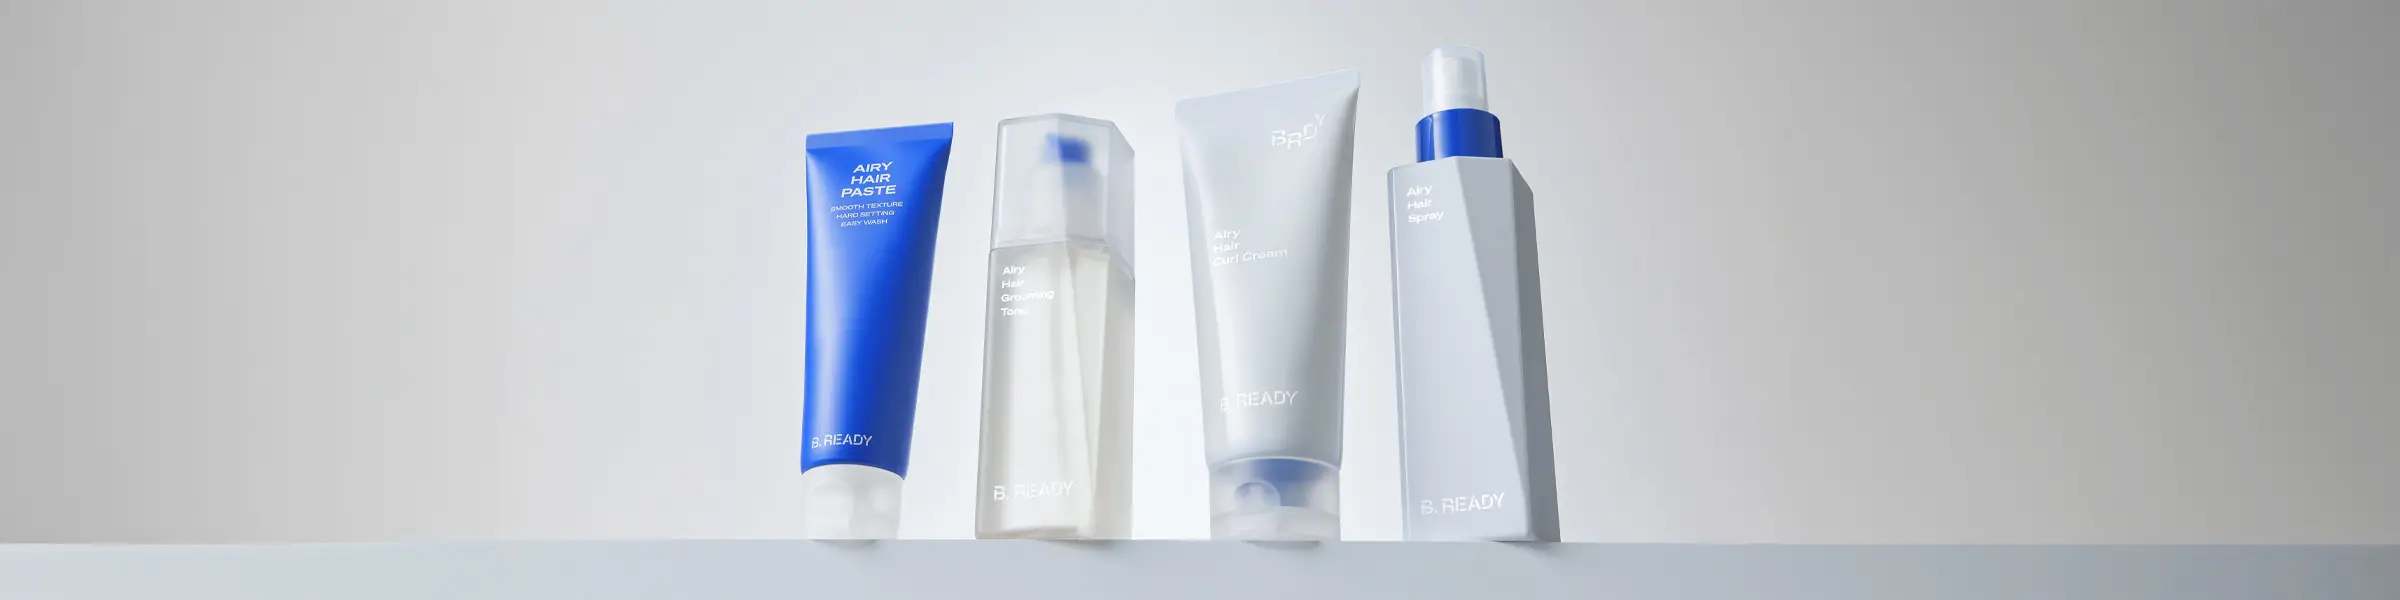 AIRY
HAIR
PASTE
SMOOTH TEXTURE
HARD SETTING
EASY WASH
B. READY
Airy
Hair
Grooming
Tonic
B. READY
BRDY
Airy
Hair
Curl Cream
B. READY
Airy
Hair
Spray
B. READY